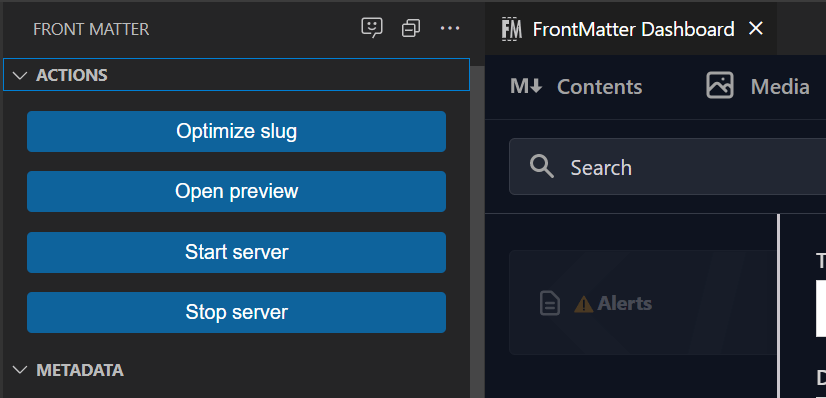 FRONT MATTER
ACTIONS
Optimize slug
Open preview
Start server
Stop server
METADATA
FM FrontMatter Dashboard
M Contents
Media
Search
Alerts
T
D